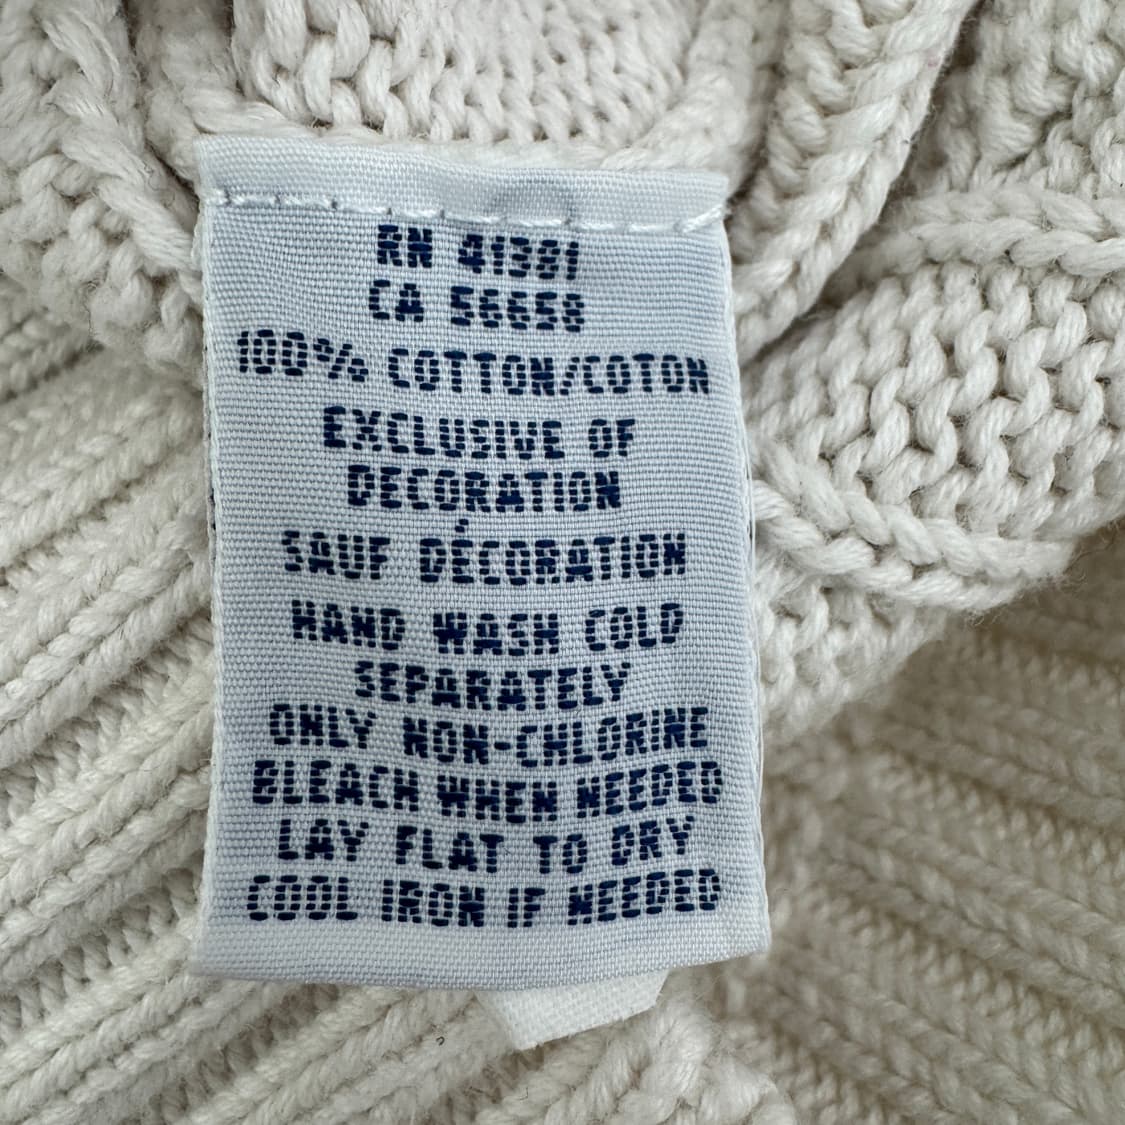 RN 41381
CA 56658
100% COTTON/COTON
EXCLUSIVE OF
DECORATION
SAUF DÉCORATION
HAND WASH COLD
SEPARATELY
ONLY NON-CHLORINE
BLEACH WHEN NEEDED
LAY FLAT TO DRY
COOL IRON IF NEEDED